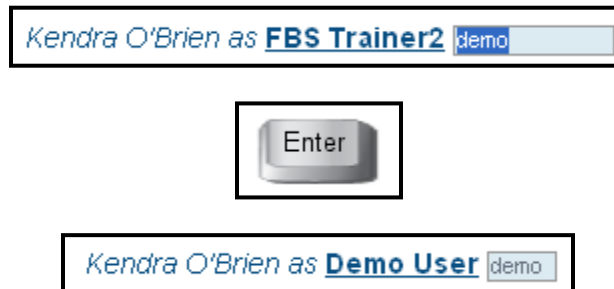 Kendra O'Brien as FBS Trainer2 demo
Enter
Kendra O'Brien as Demo User demo